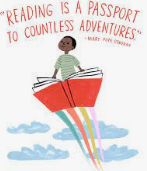 "READING IS A PASSPORT
TO COUNTLESS ADVENTURES"
-MARY POPE OSBORNE